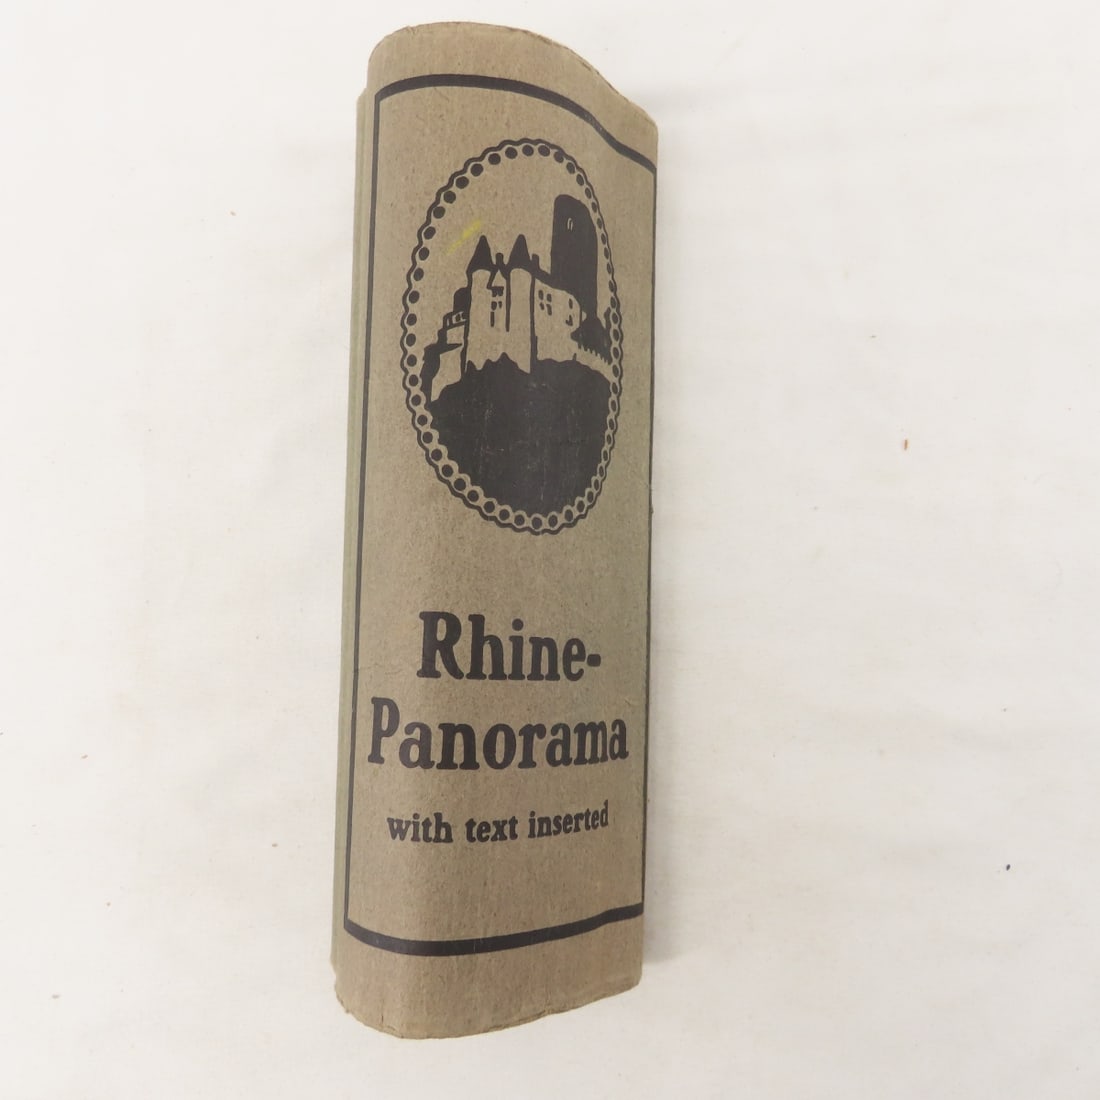 Rhine-
Panorama
with text inserted